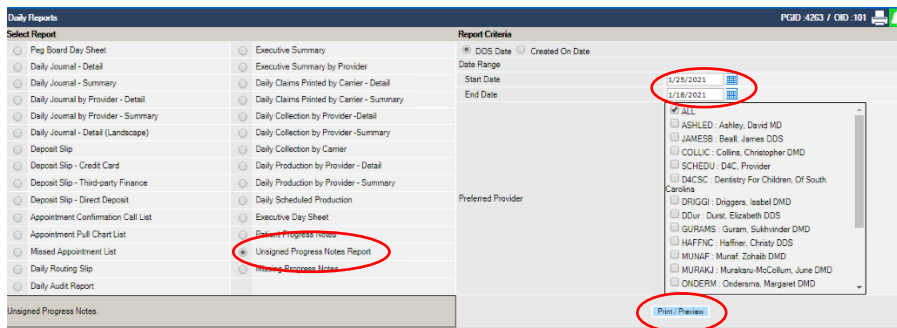 Daily Reports
PGID :4263 / OID :101
Select Report
Peg Board Day Sheet
Daily Journal - Detail
Daily Journal - Summary
Daily Journal by Provider - Detail
Daily Journal by Provider - Summary
Daily Journal - Detail (Landscape)
Deposit Slip
Deposit Slip - Credit Card
Deposit Slip - Third-party Finance
Deposit Slip - Direct Deposit
Appointment Confirmation Call List
Appointment Pull Chart List
Missed Appointment List
Daily Routing Slip
Daily Audit Report
Executive Summary
Executive Summary by Provider
Daily Claims Printed by Carrier - Detail
Daily Claims Printed by Carrier - Summary
Daily Collection by Provider -Detail
Daily Collection by Provider -Summary
Daily Collection by Carrier
Daily Production by Provider - Detail
Daily Production by Provider - Summary
Daily Scheduled Production
Executive Day Sheet
Patient Progress Notes
Unsigned Progress Notes Report
Missing Progress Notes
Report Criteria
DOS Date Created On Date
Date Range
Start Date 1/25/2021
End Date 1/18/2021
Preferred Provider
ALL
ASHLED : Ashley, David MD
JAMESB : Beall, James DDS
COLLIC : Collins, Christopher DMD
SCHEDU : D4C, Provider
D4CSC : Dentistry For Children, Of South
Carolina
DRIGGI : Driggers, Isabel DMD
DDur : Durst, Elizabeth DDS
GURAMS : Guram, Sukhvinder DMD
HAFFNC : Haffner, Christy DDS
MUNAF : Munaf, Zohaib DMD
MURAKJ : Murakaru-McCollum, June DMD
ONDERM : Ondersma, Margaret DMD
Unsigned Progress Notes.
Print / Preview